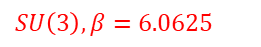 SU(3), β = 6.0625